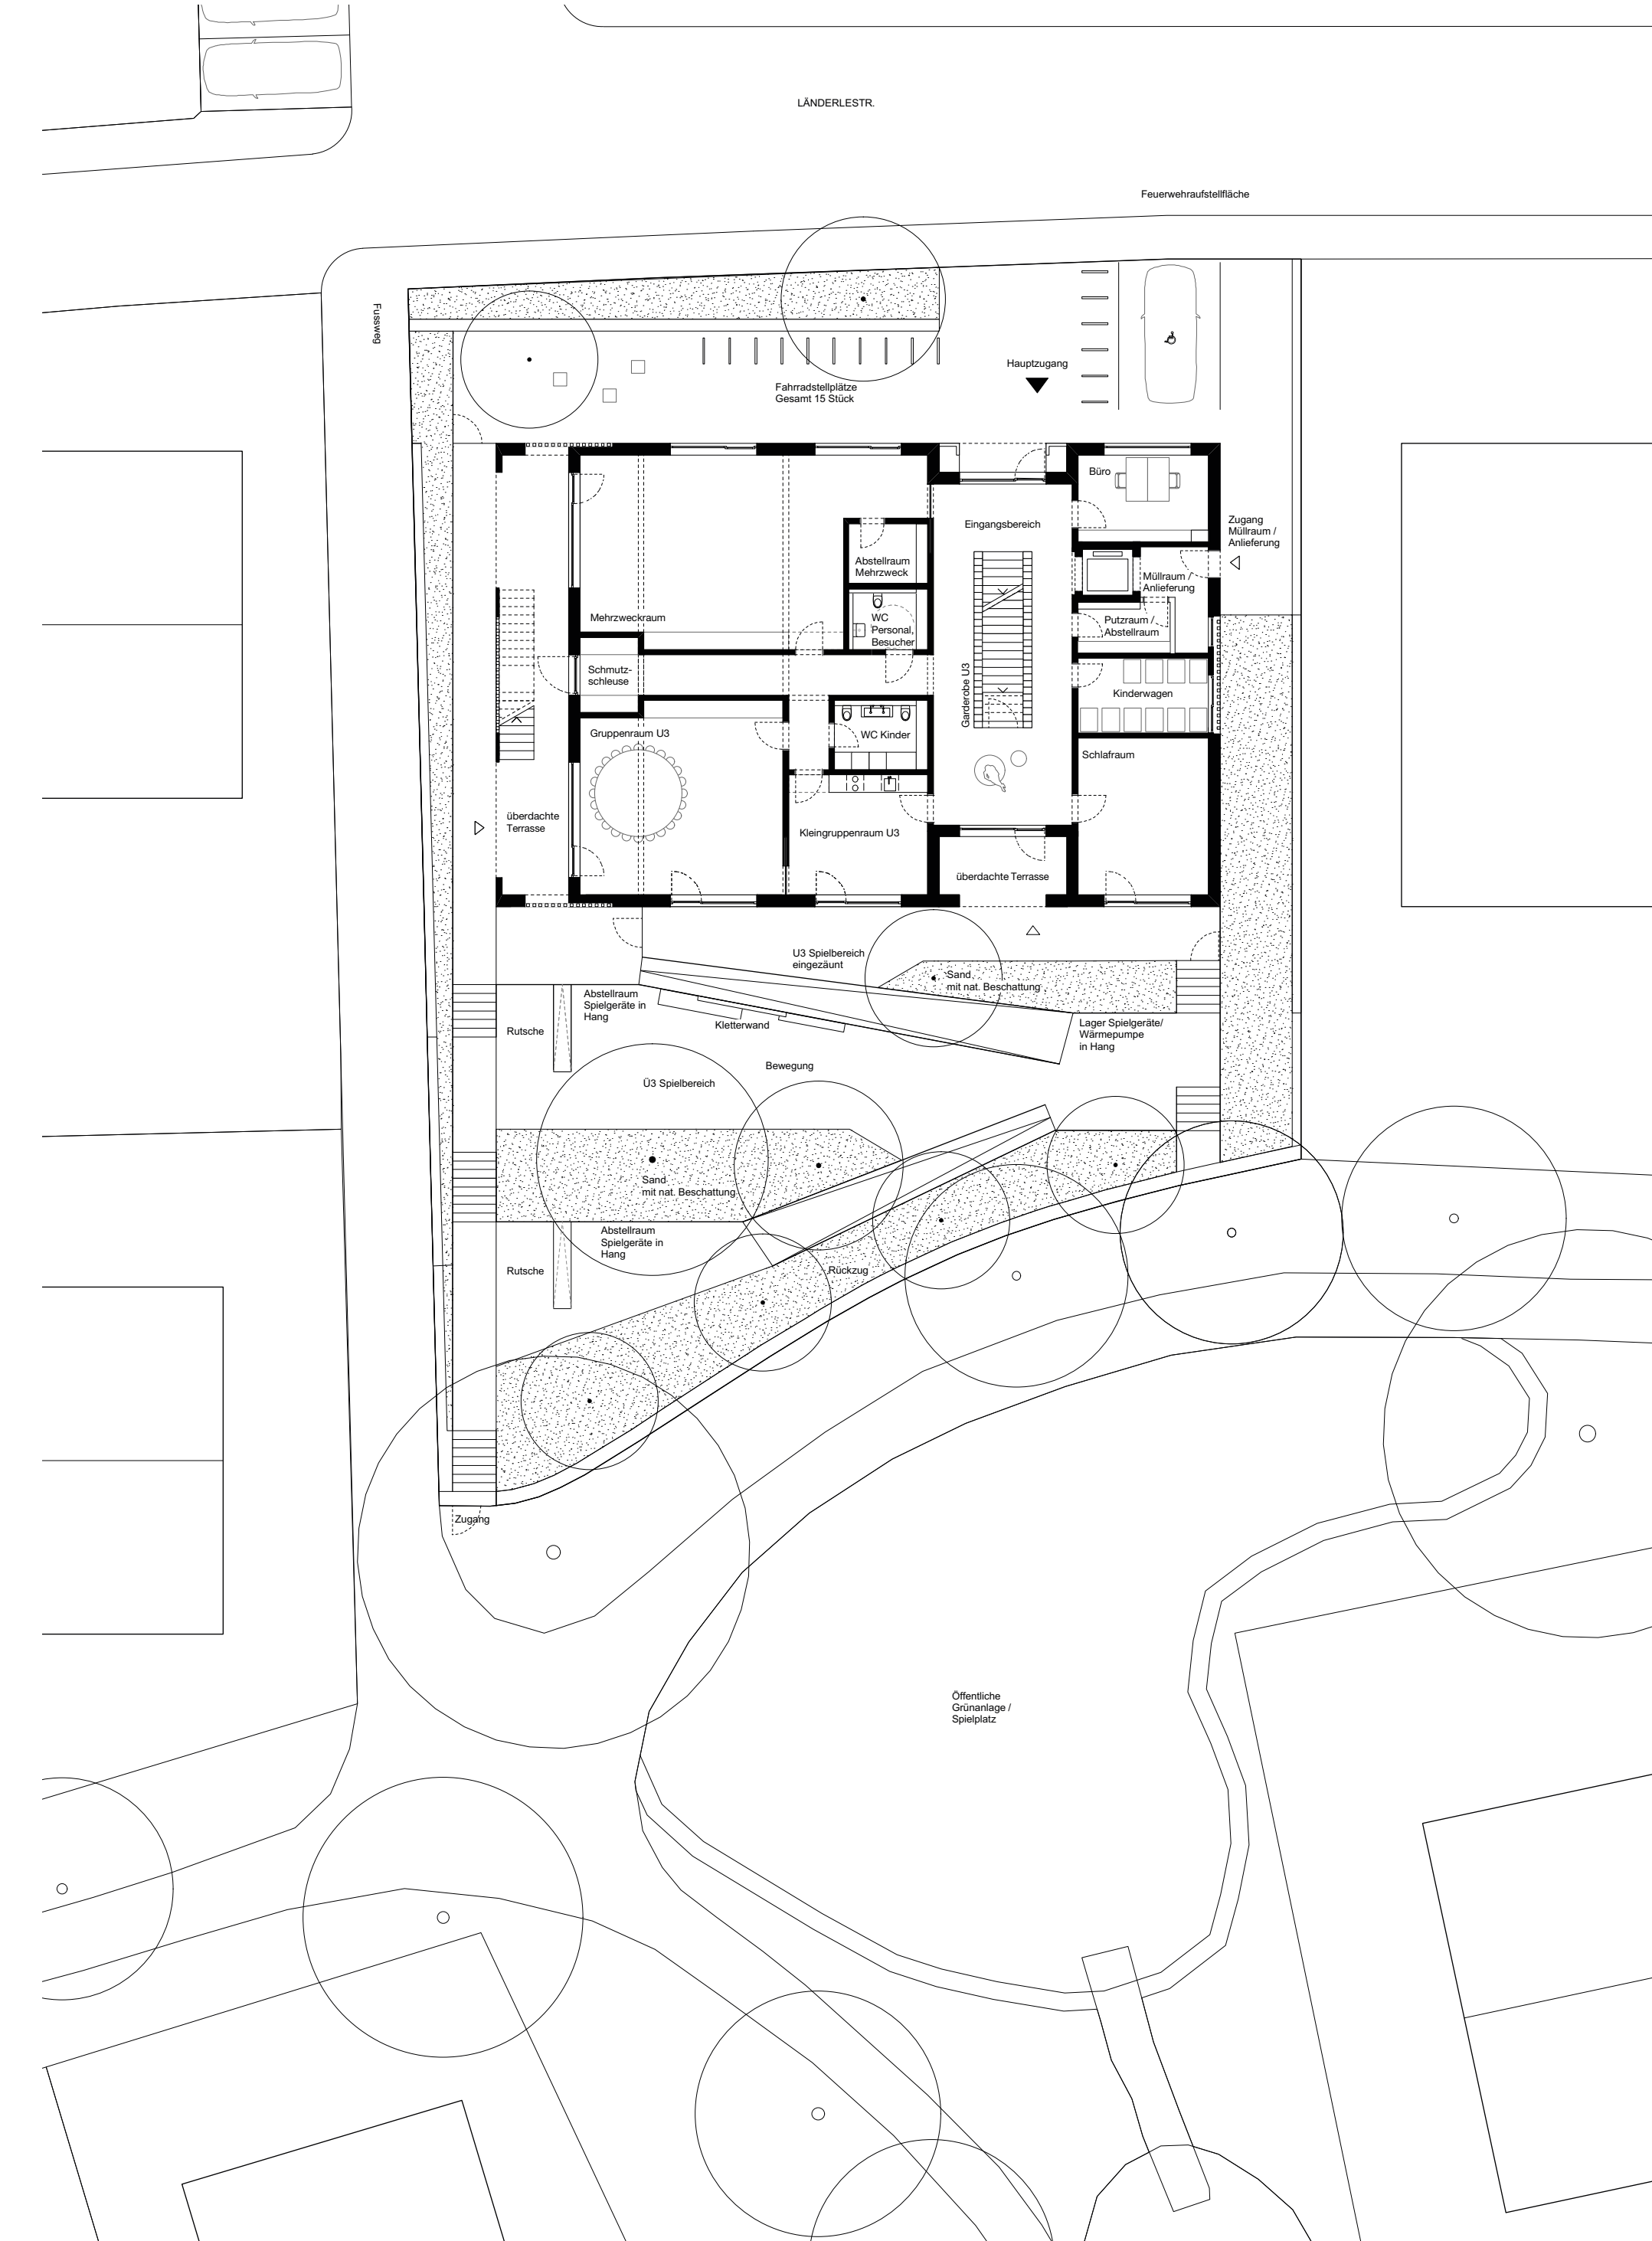 LÄNDERLESTR.
Feuerwehraufstellfläche
Fussweg
Hauptzugang
Fahrradstellplätze
Gesamt 15 Stück
Büro
Zugang
Müllraum /
Anlieferung
Eingangsbereich
Abstellraum
Mehrzweck
Müllraum /
Anlieferung
Mehrzweckraum
WC
Personal,
Besucher
Putzraum /
Abstellraum
Schmutz-
schleuse
Garderobe U3
Kinderwagen
Gruppenraum U3
WC Kinder
Schlafraum
überdachte
Terrasse
Kleingruppenraum U3
überdachte Terrasse
U3 Spielbereich
eingezäunt
Sand
mit nat. Beschattung
Abstellraum
Spielgeräte in
Hang
Rutsche
Kletterwand
Lager Spielgeräte/
Wärmepumpe
in Hang
Bewegung
Ü3 Spielbereich
Sand
mit nat. Beschattung
Abstellraum
Spielgeräte in
Hang
Rutsche
Rückzug
Zugang
Öffentliche
Grünanlage /
Spielplatz